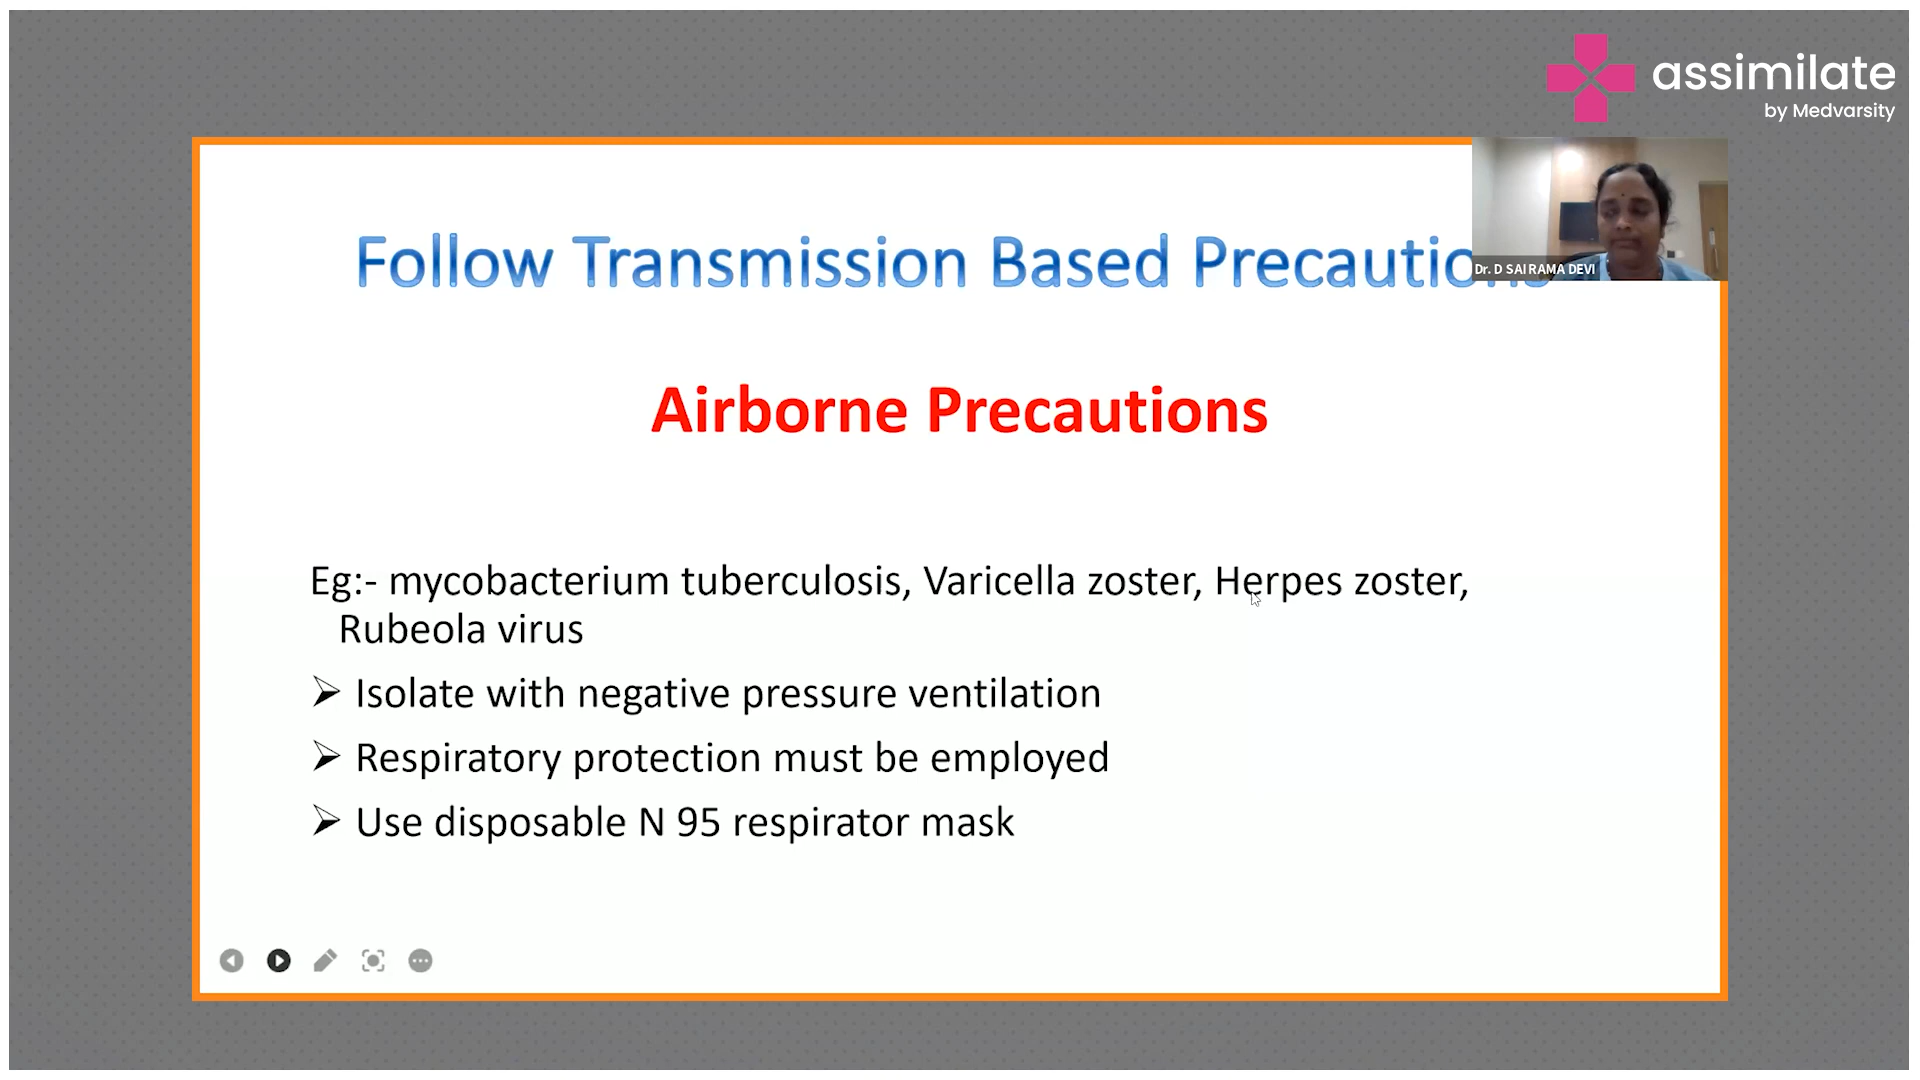 assimilate
by Medvarsity
Dr. D SAI RAMA DEVI
Follow Transmission Based Precautions
Airborne Precautions
Eg:- mycobacterium tuberculosis, Varicella zoster, Herpes zoster,
Rubeola virus
➢ Isolate with negative pressure ventilation
➢ Respiratory protection must be employed
➢ Use disposable N 95 respirator mask